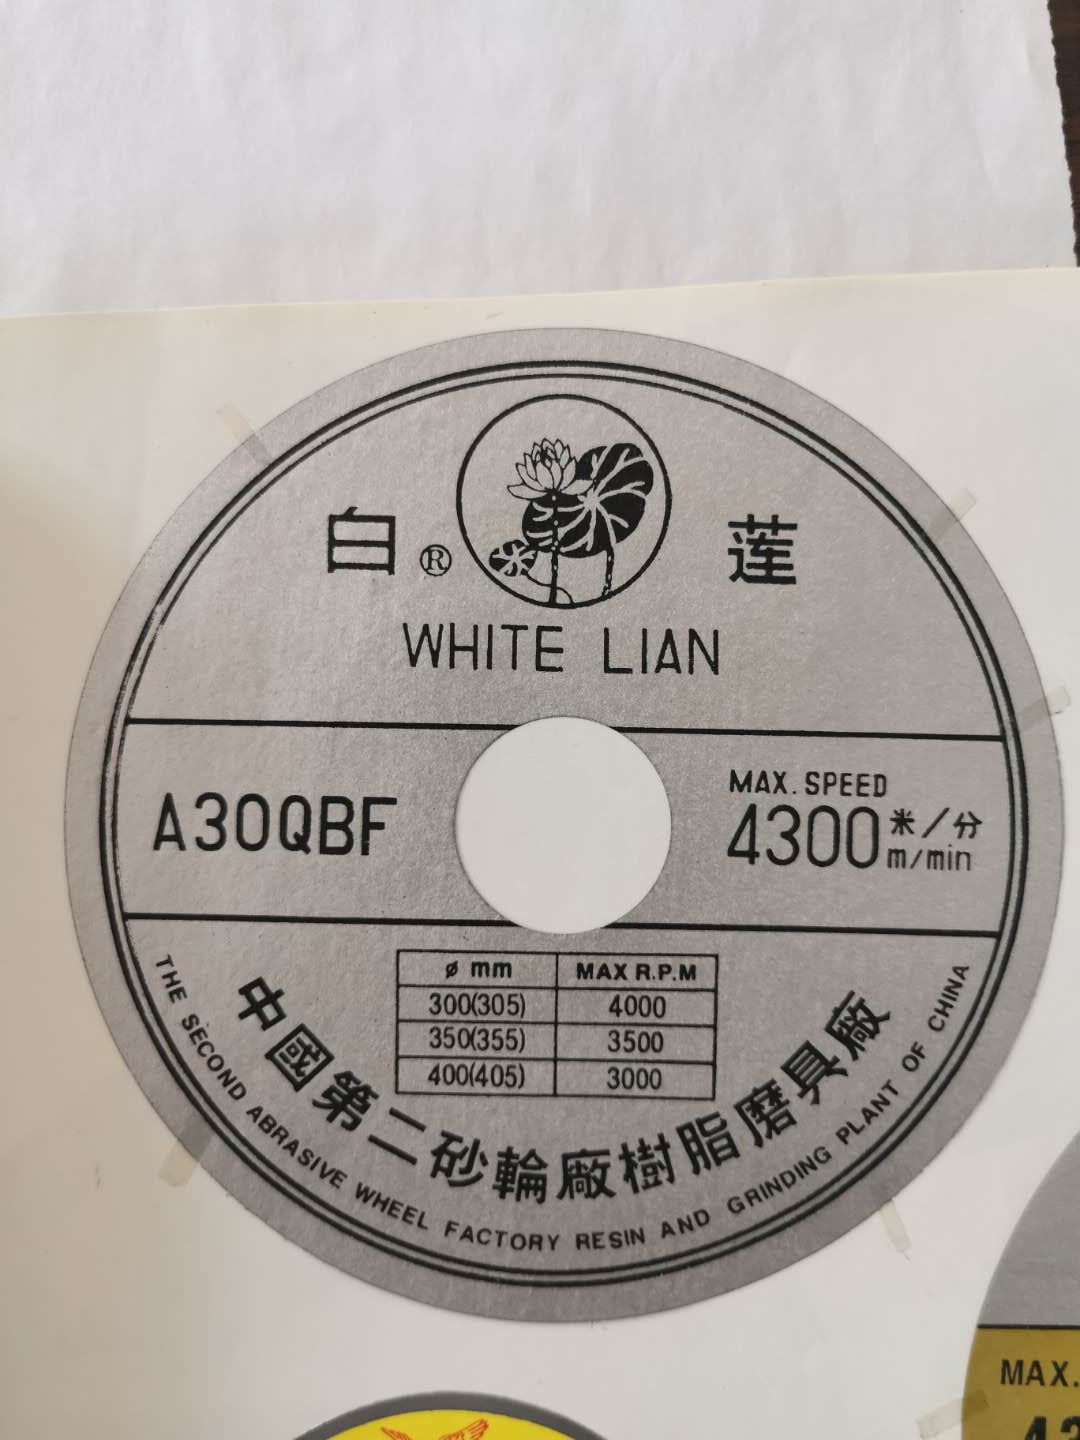 白 ® 莲
WHITE LIAN
A30QBF
MAX. SPEED
4300 米/分
m/min
ø mm MAX R.P.M
300(305) 4000
350(355) 3500
400(405) 3000
中國第二砂輪廠樹脂磨具廠
THE SECOND ABRASIVE WHEEL FACTORY RESIN AND GRINDING PLANT OF CHINA
MAX.